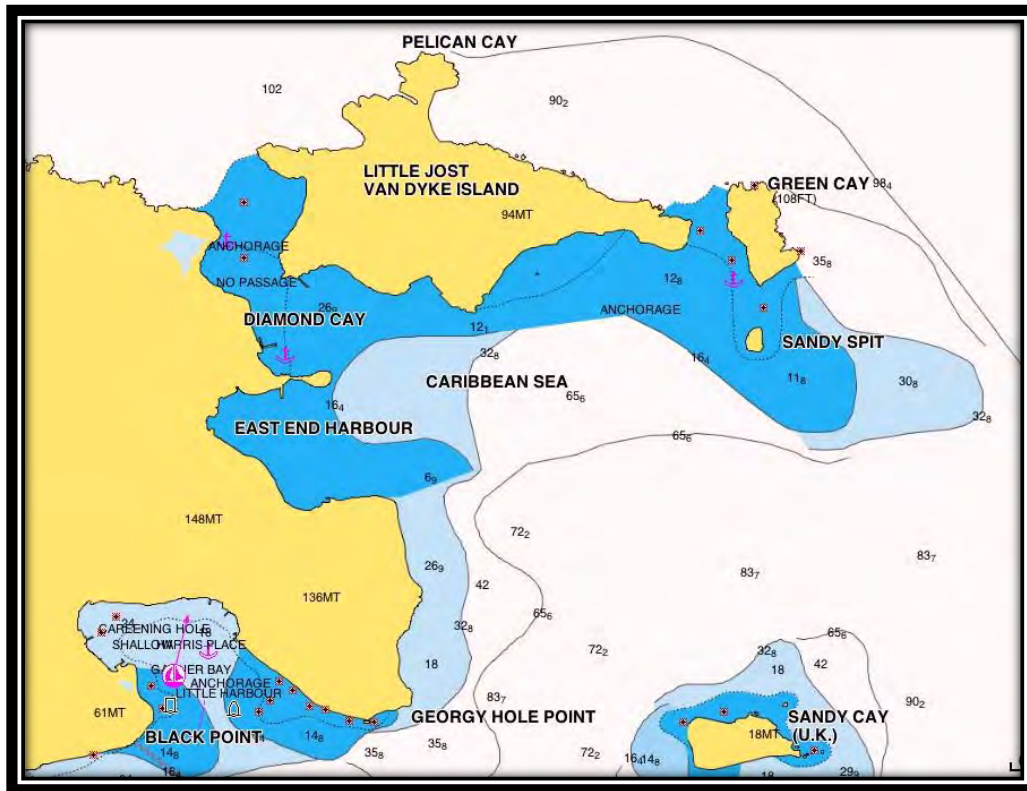 PELICAN CAY
102
90₂
LITTLE JOST
VAN DYKE ISLAND
94MT
GREEN CAY
98₄
(108FT)
ANCHORAGE
35₈
NO PASSAGE
12₈
DIAMOND CAY
ANCHORAGE
12₁
32₈
SANDY SPIT
16₄
CARIBBEAN SEA
11₈
30₈
65₆
16₄
32₈
EAST END HARBOUR
65₆
6₉
148MT
72₂
83₇
83₇
26₉
42
136MT
65₆
32₈
CAREENING HOLE
65₆
SHALLOW
HARRIS PLACE
72₂
32₈
18
18
42
ANCHORAGE
LITTLE HARBOUR
83₇
90₂
61MT
GEORGY HOLE POINT
SANDY CAY
(U.K.)
BLACK POINT
14₈
35₈
18MT
14₈
35₈
72₂
16₄
14₈
16₄
18
29₉